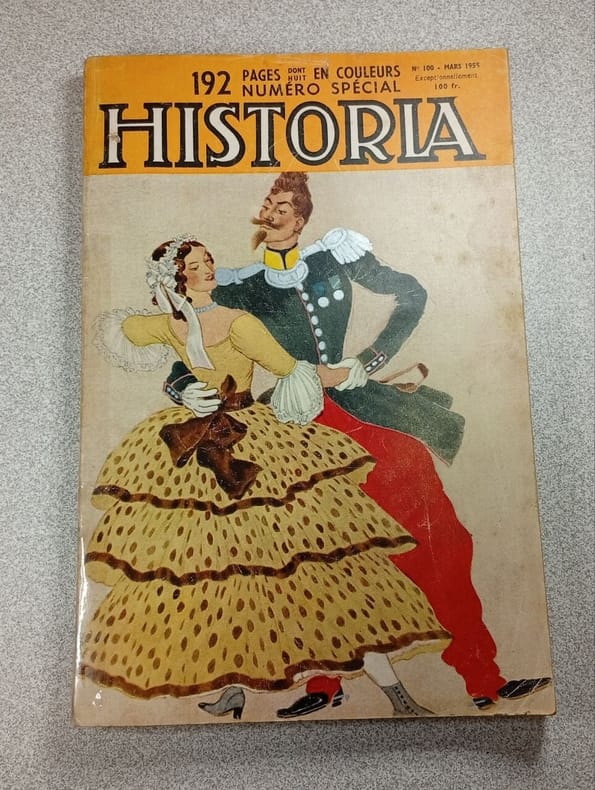 192 PAGES DONT HUIT EN COULEURS
NUMÉRO SPÉCIAL
N° 100 - MARS 1955
Exceptionnellement
100 fr.
HISTORIA